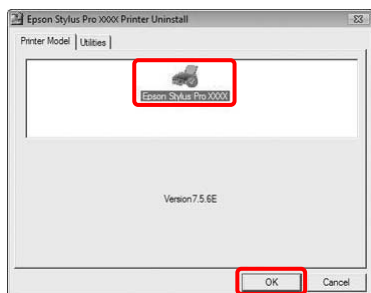 Epson Stylus Pro XXXX Printer Uninstall
Printer Model Utilities
Epson Stylus Pro XXXX
Version7.5.6E
OK Cancel